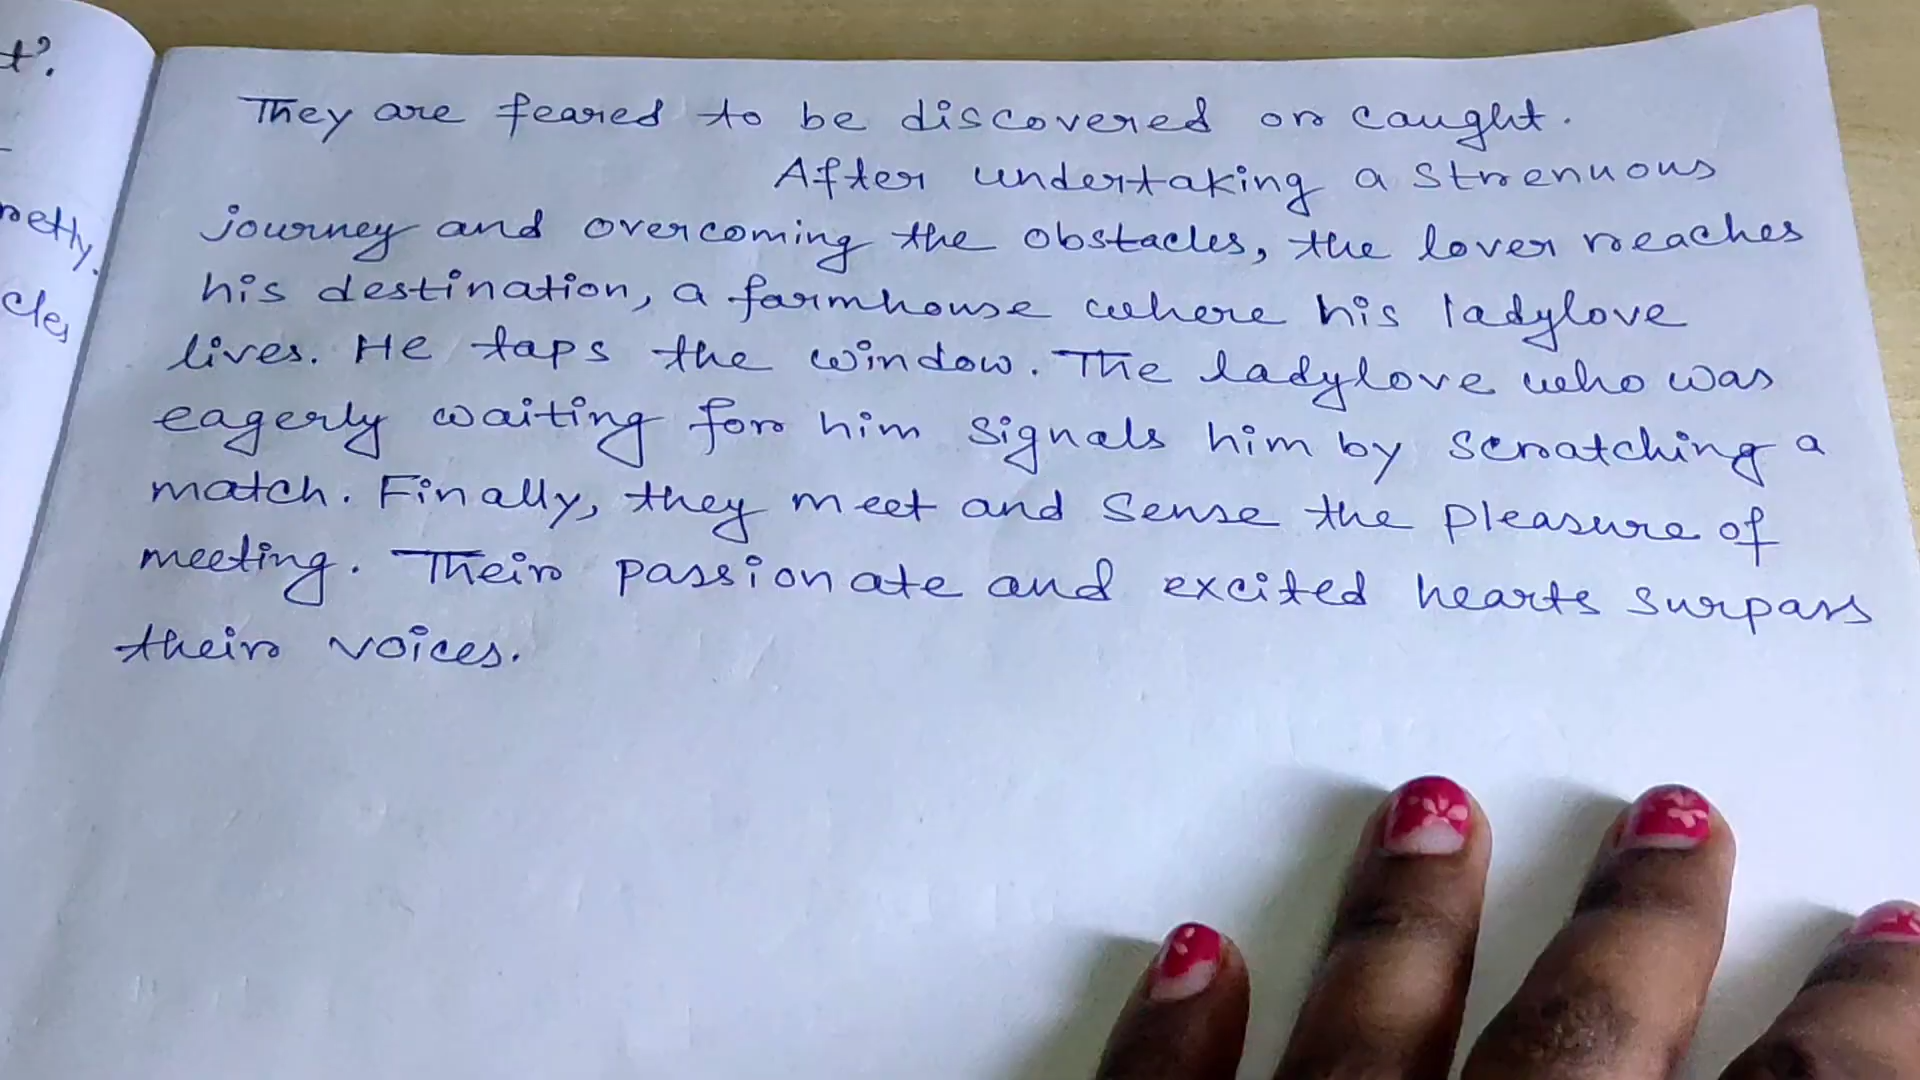 t?
retly.
cles
They are feared to be discovered or caught.
After undertaking a strenuous
journey and overcoming the obstacles, the lover reaches
his destination, a farmhouse where his ladylove
lives. He taps the window. The ladylove who was
eagerly waiting for him signals him by scratching a
match. Finally, they meet and sense the pleasure of
meeting. Their passionate and excited hearts surpass
their voices.